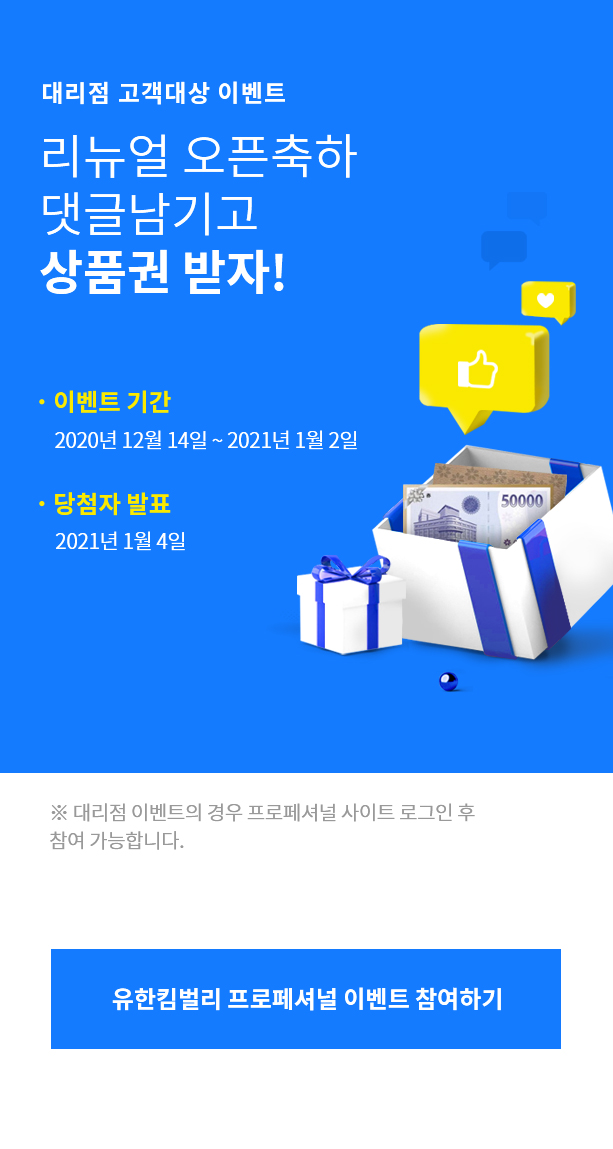 대리점 고객대상 이벤트
리뉴얼 오픈축하
댓글남기고
상품권 받자!
· 이벤트 기간
2020년 12월 14일 ~ 2021년 1월 2일
· 당첨자 발표
2021년 1월 4일
50000
※ 대리점 이벤트의 경우 프로페셔널 사이트 로그인 후
참여 가능합니다.
유한킴벌리 프로페셔널 이벤트 참여하기